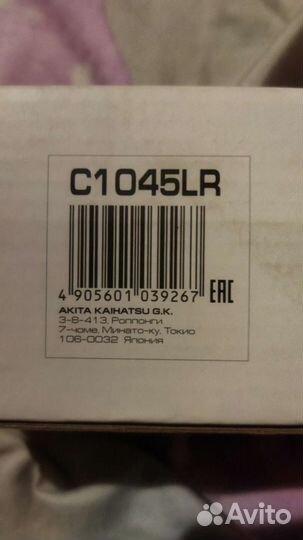 C1045LR
4 905601 039267 EAC
AKITA KAIHATSU G.K.
3-8-413, Роппонги
7-чоме, Минато-ку, Токио
106-0032 Япония
Avito